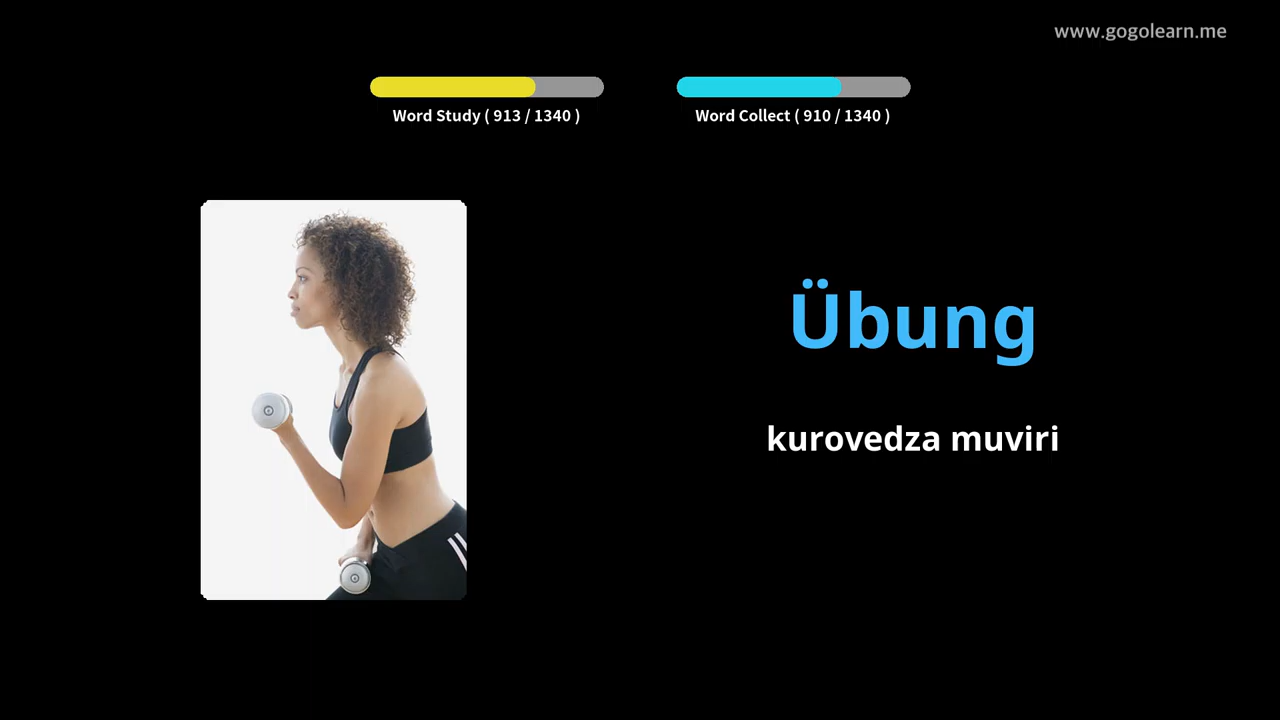 www.gogolearn.me
Word Study ( 913 / 1340 )
Word Collect ( 910 / 1340 )
Übung
kurovedza muviri